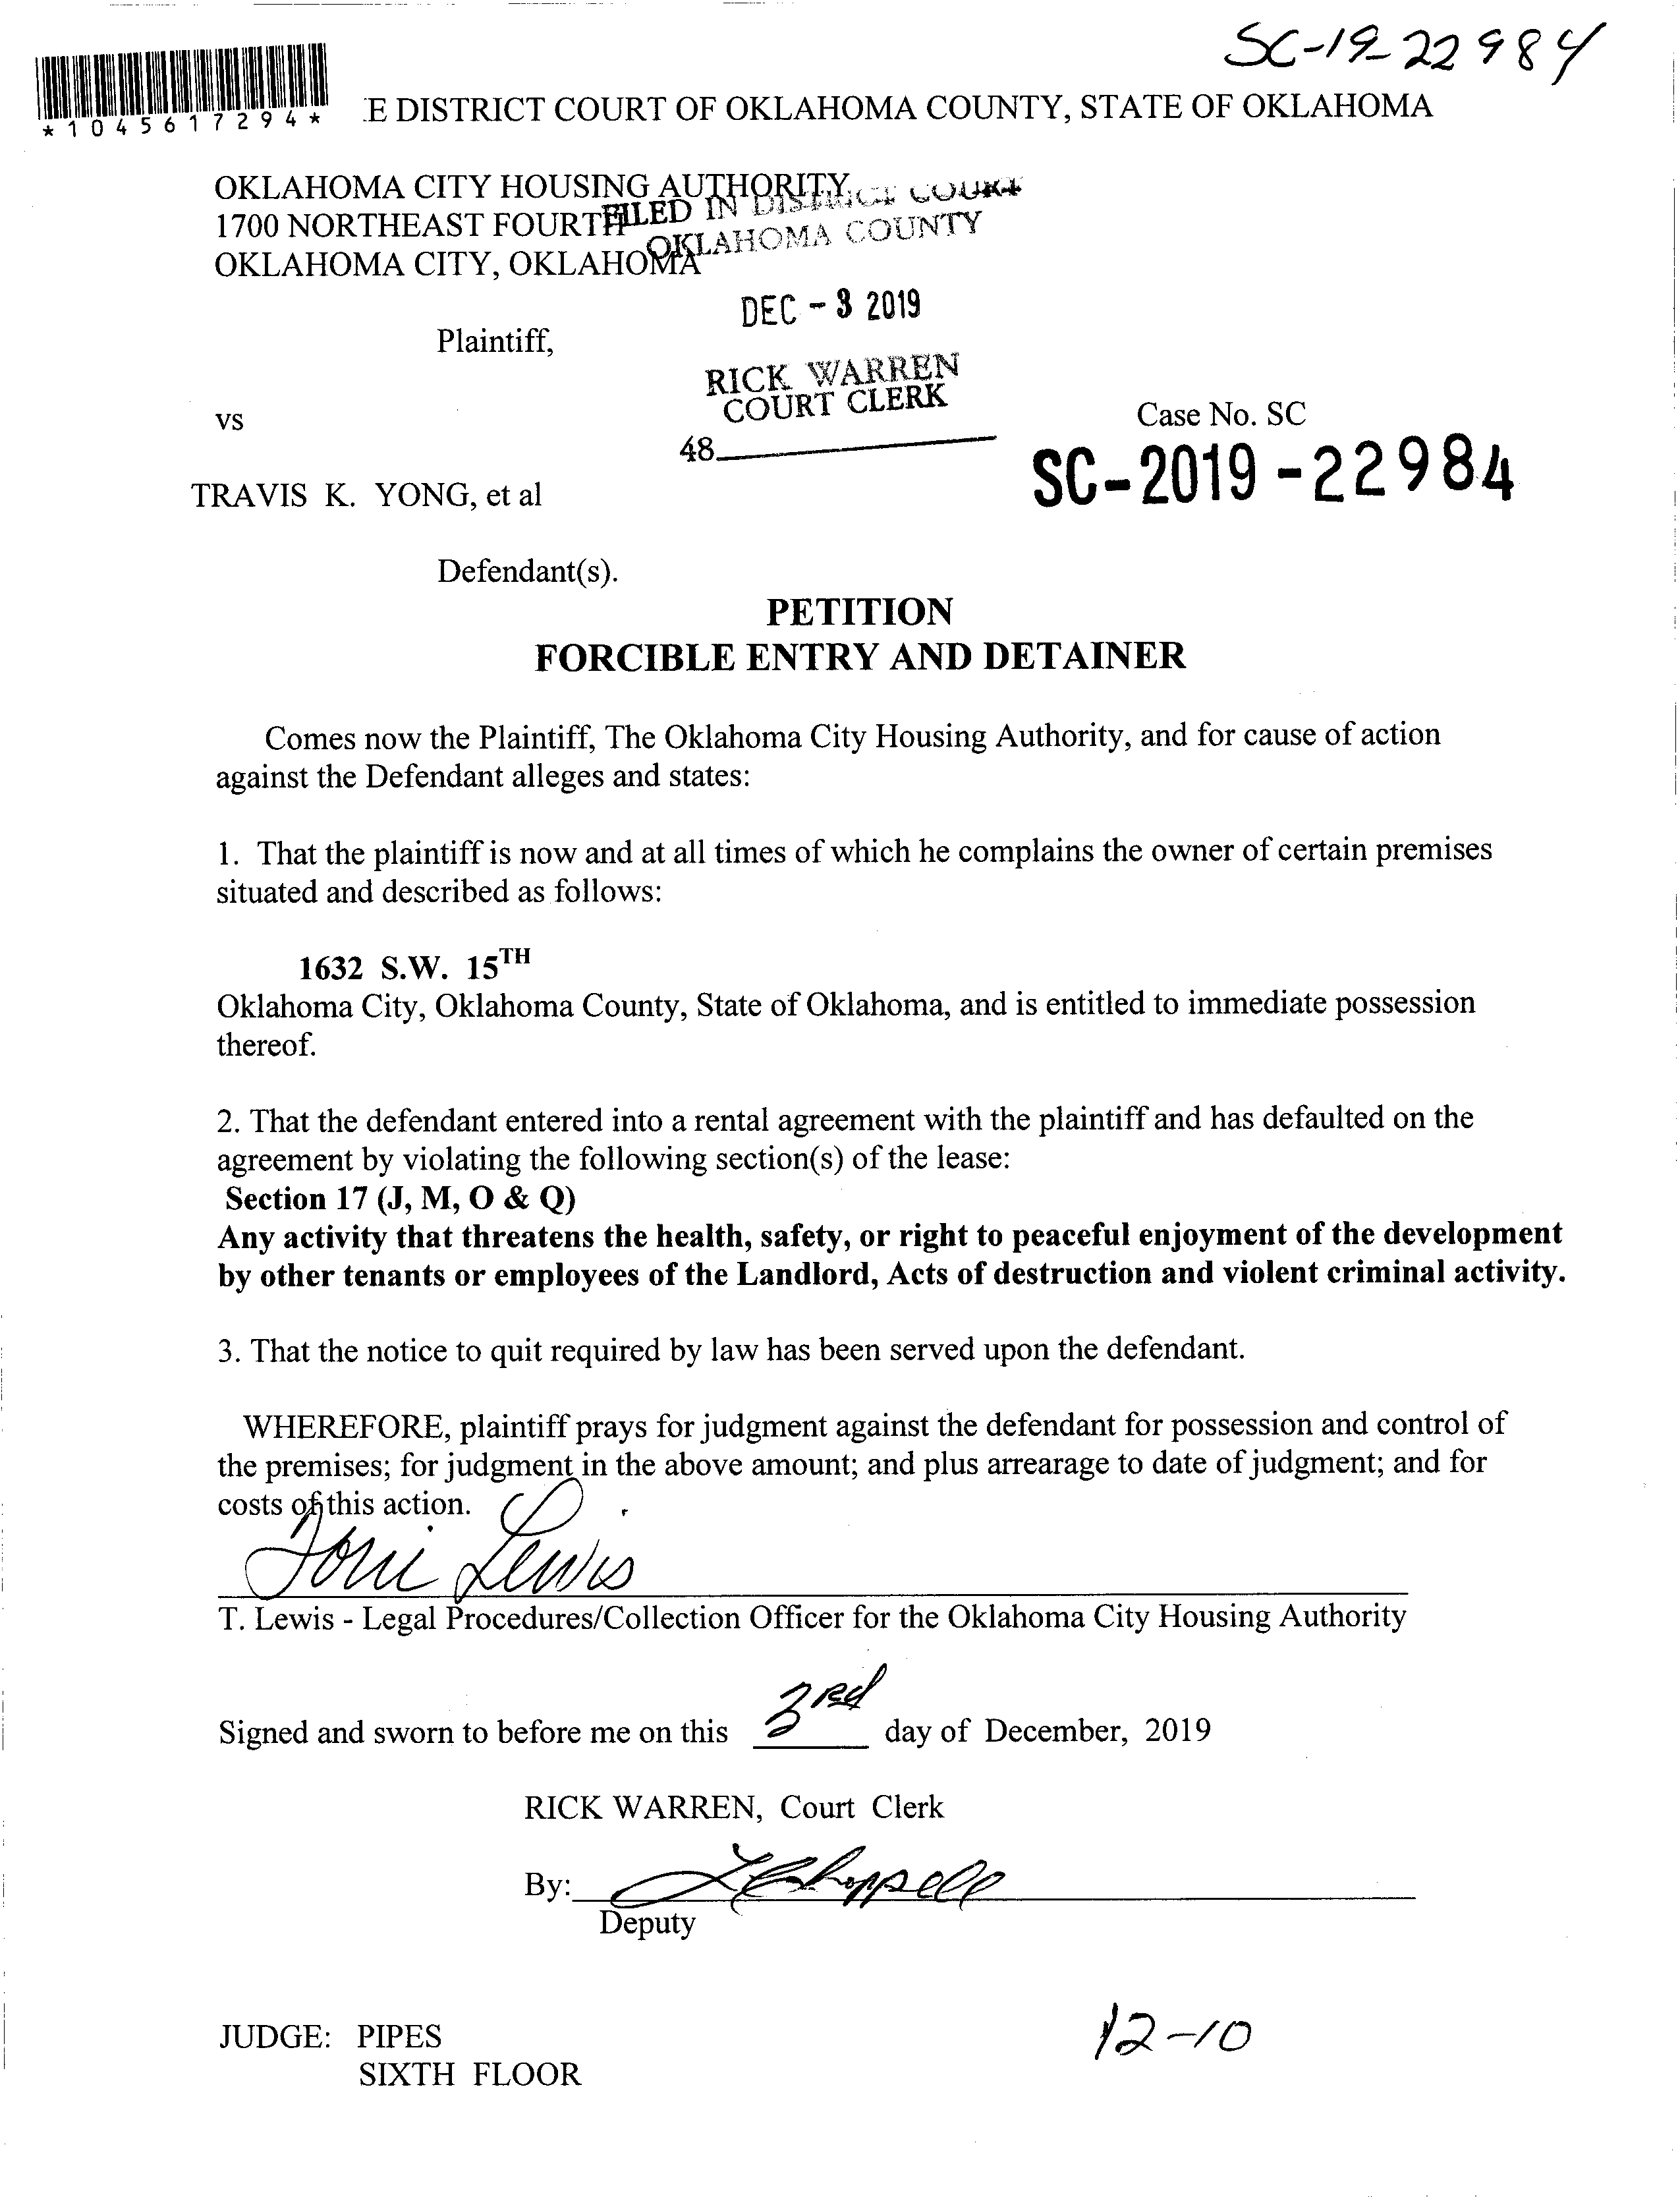 SC-19-22984
*1045617294*
E DISTRICT COURT OF OKLAHOMA COUNTY, STATE OF OKLAHOMA
OKLAHOMA CITY HOUSING AUTHORITY
1700 NORTHEAST FOURTH
OKLAHOMA CITY, OKLAHOMA
FILED IN DISTRICT COURT
OKLAHOMA COUNTY
DEC - 3 2019
Plaintiff,
RICK WARREN
COURT CLERK
48
vs
Case No. SC
SC-2019-22984
TRAVIS K. YONG, et al
Defendant(s).
PETITION
FORCIBLE ENTRY AND DETAINER
Comes now the Plaintiff, The Oklahoma City Housing Authority, and for cause of action
against the Defendant alleges and states:
1. That the plaintiff is now and at all times of which he complains the owner of certain premises
situated and described as follows:
1632 S.W. 15TH
Oklahoma City, Oklahoma County, State of Oklahoma, and is entitled to immediate possession
thereof.
2. That the defendant entered into a rental agreement with the plaintiff and has defaulted on the
agreement by violating the following section(s) of the lease:
Section 17 (J, M, O & Q)
Any activity that threatens the health, safety, or right to peaceful enjoyment of the development
by other tenants or employees of the Landlord, Acts of destruction and violent criminal activity.
3. That the notice to quit required by law has been served upon the defendant.
WHEREFORE, plaintiff prays for judgment against the defendant for possession and control of
the premises; for judgment in the above amount; and plus arrearage to date of judgment; and for
costs of this action.
Toni Lewis
T. Lewis - Legal Procedures/Collection Officer for the Oklahoma City Housing Authority
Signed and sworn to before me on this 3rd day of December, 2019
RICK WARREN, Court Clerk
By:
Deputy
JUDGE: PIPES
SIXTH FLOOR
12-10